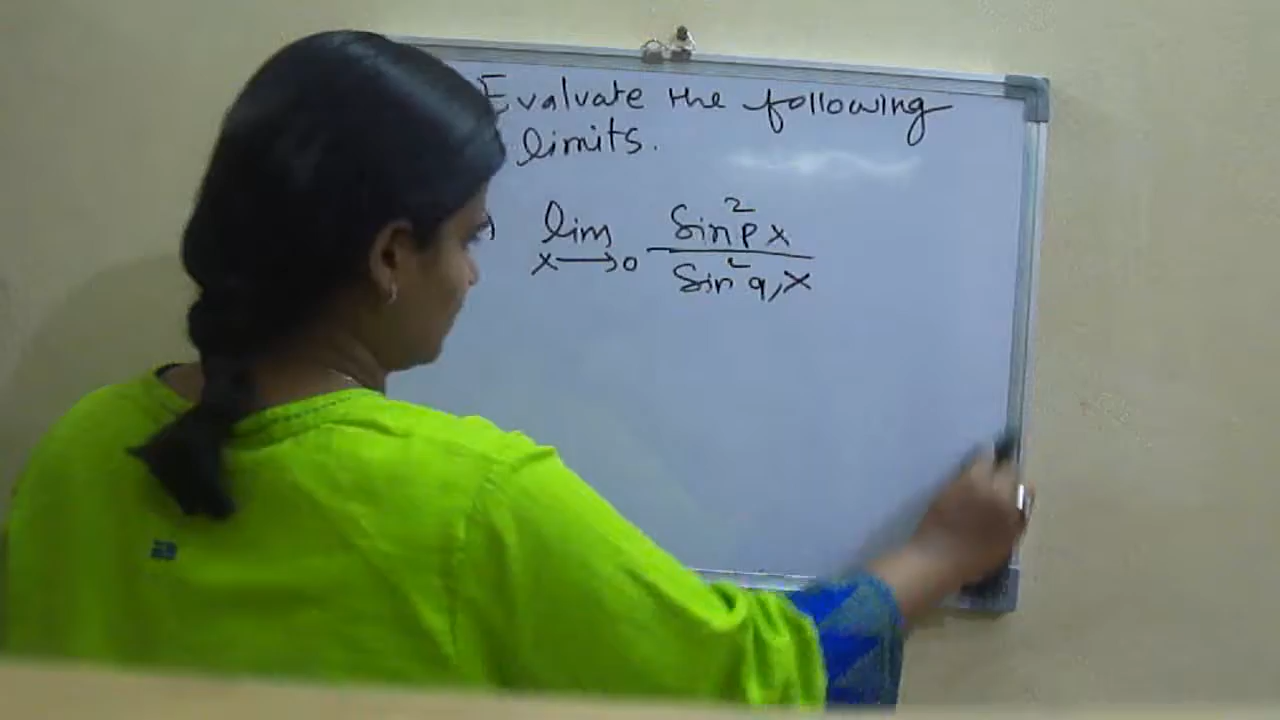 Evaluate the following
limits.
) lim x→0 Sin²px / Sin²qx